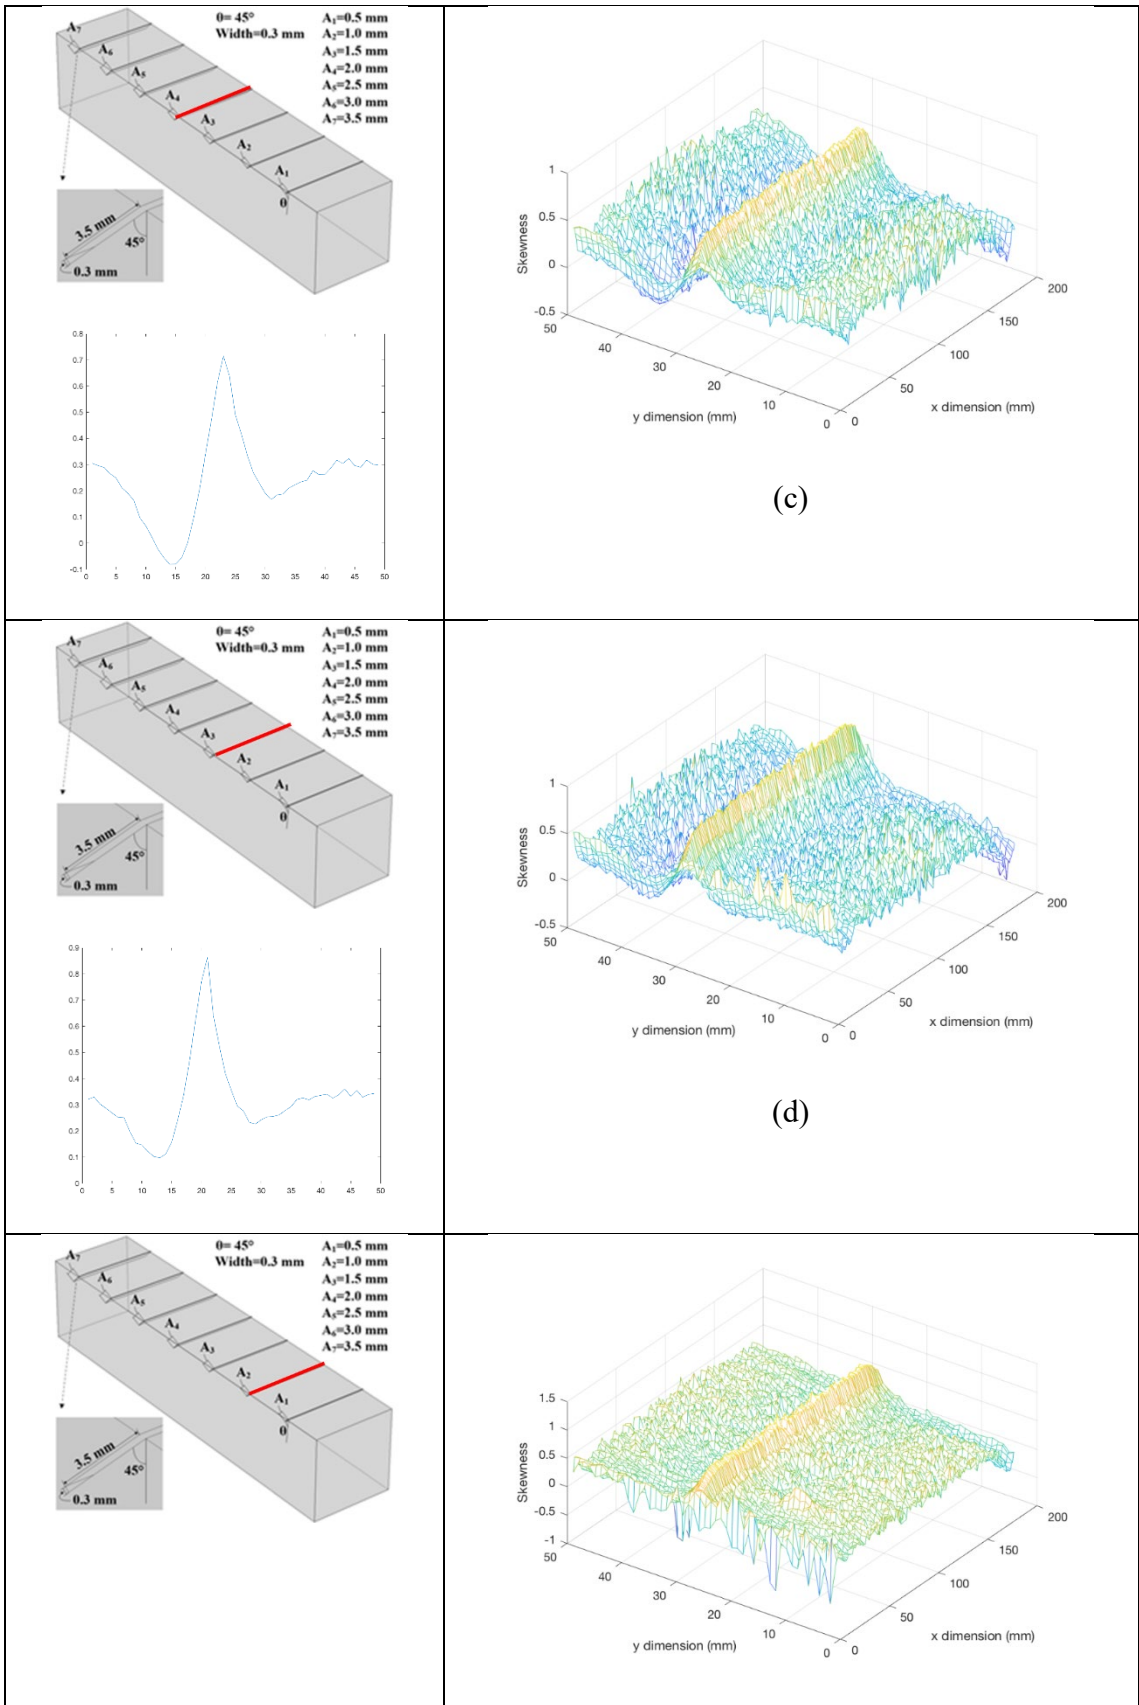 θ= 45°
Width=0.3 mm
A₁=0.5 mm
A₂=1.0 mm
A₃=1.5 mm
A₄=2.0 mm
A₅=2.5 mm
A₆=3.0 mm
A₇=3.5 mm
A₇
A₆
A₅
A₄
A₃
A₂
A₁
θ
3.5 mm
45°
0.3 mm
0.8
0.7
0.6
0.5
0.4
0.3
0.2
0.1
0
-0.1
0 5 10 15 20 25 30 35 40 45 50
Skewness
1
0.5
0
-0.5
50 40 30 20 10 0
y dimension (mm)
0 50 100 150 200
x dimension (mm)
(c)
θ= 45°
Width=0.3 mm
A₁=0.5 mm
A₂=1.0 mm
A₃=1.5 mm
A₄=2.0 mm
A₅=2.5 mm
A₆=3.0 mm
A₇=3.5 mm
A₇
A₆
A₅
A₄
A₃
A₂
A₁
θ
3.5 mm
45°
0.3 mm
0.9
0.8
0.7
0.6
0.5
0.4
0.3
0.2
0.1
0
0 5 10 15 20 25 30 35 40 45 50
Skewness
1
0.5
0
-0.5
50 40 30 20 10 0
y dimension (mm)
0 50 100 150 200
x dimension (mm)
(d)
θ= 45°
Width=0.3 mm
A₁=0.5 mm
A₂=1.0 mm
A₃=1.5 mm
A₄=2.0 mm
A₅=2.5 mm
A₆=3.0 mm
A₇=3.5 mm
A₇
A₆
A₅
A₄
A₃
A₂
A₁
θ
3.5 mm
45°
0.3 mm
Skewness
1.5
1
0.5
0
-0.5
-1
50 40 30 20 10 0
y dimension (mm)
0 50 100 150 200
x dimension (mm)